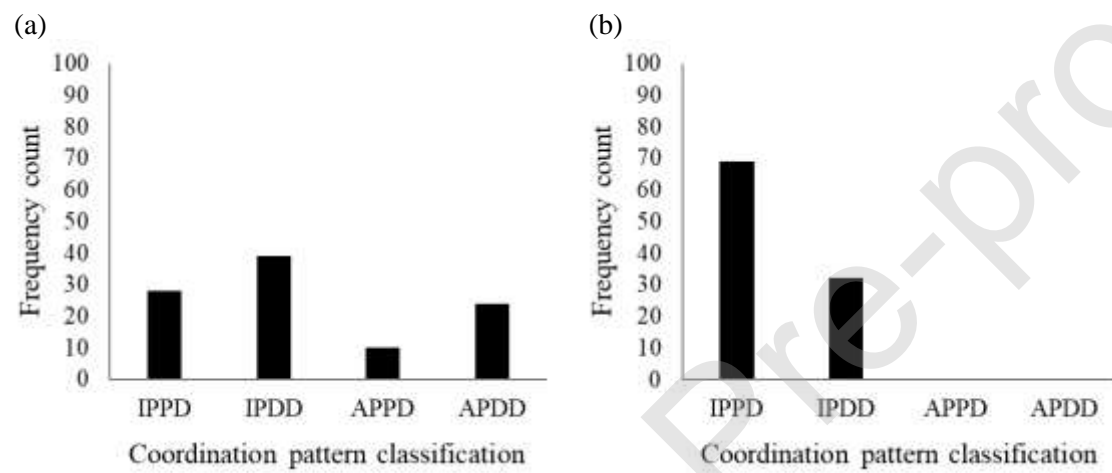 (a)
100
90
80
70
60
50
40
30
20
10
0
Frequency count
IPPD IPDD APPD APDD
Coordination pattern classification
(b)
100
90
80
70
60
50
40
30
20
10
0
Frequency count
IPPD IPDD APPD APDD
Coordination pattern classification
Pre-pro